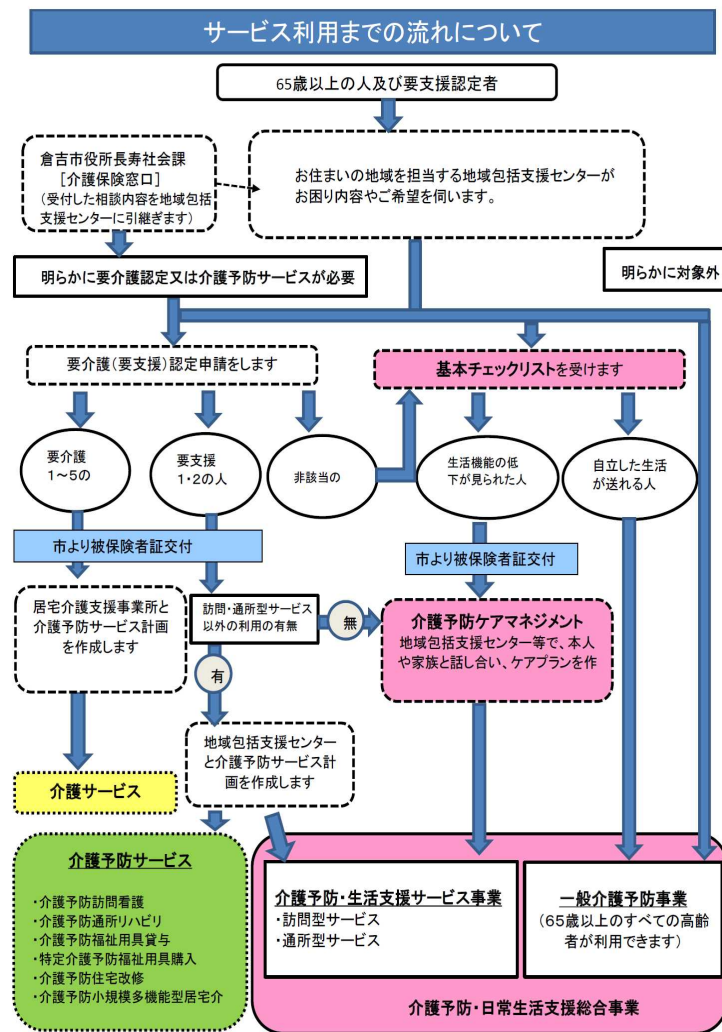 サービス利用までの流れについて
65歳以上の人及び要支援認定者
倉吉市役所長寿社会課
[介護保険窓口]
(受付した相談内容を地域包括
支援センターに引継ぎます)
お住まいの地域を担当する地域包括支援センターが
お困り内容やご希望を伺います。
明らかに要介護認定又は介護予防サービスが必要
明らかに対象外
要介護(要支援)認定申請をします
基本チェックリストを受けます
要介護
1~5の
要支援
1・2の人
非該当の
生活機能の低
下が見られた人
自立した生活
が送れる人
市より被保険者証交付
市より被保険者証交付
居宅介護支援事業所と
介護予防サービス計画
を作成します
訪問・通所型サービス
以外の利用の有無
無
有
介護予防ケアマネジメント
地域包括支援センター等で、本人
や家族と話し合い、ケアプランを作
地域包括支援センター
と介護予防サービス計
画を作成します
介護サービス
介護予防サービス
・介護予防訪問看護
・介護予防通所リハビリ
・介護予防福祉用具貸与
・特定介護予防福祉用具購入
・介護予防住宅改修
・介護予防小規模多機能型居宅介
介護予防・生活支援サービス事業
・訪問型サービス
・通所型サービス
一般介護予防事業
(65歳以上のすべての高齢
者が利用できます)
介護予防・日常生活支援総合事業